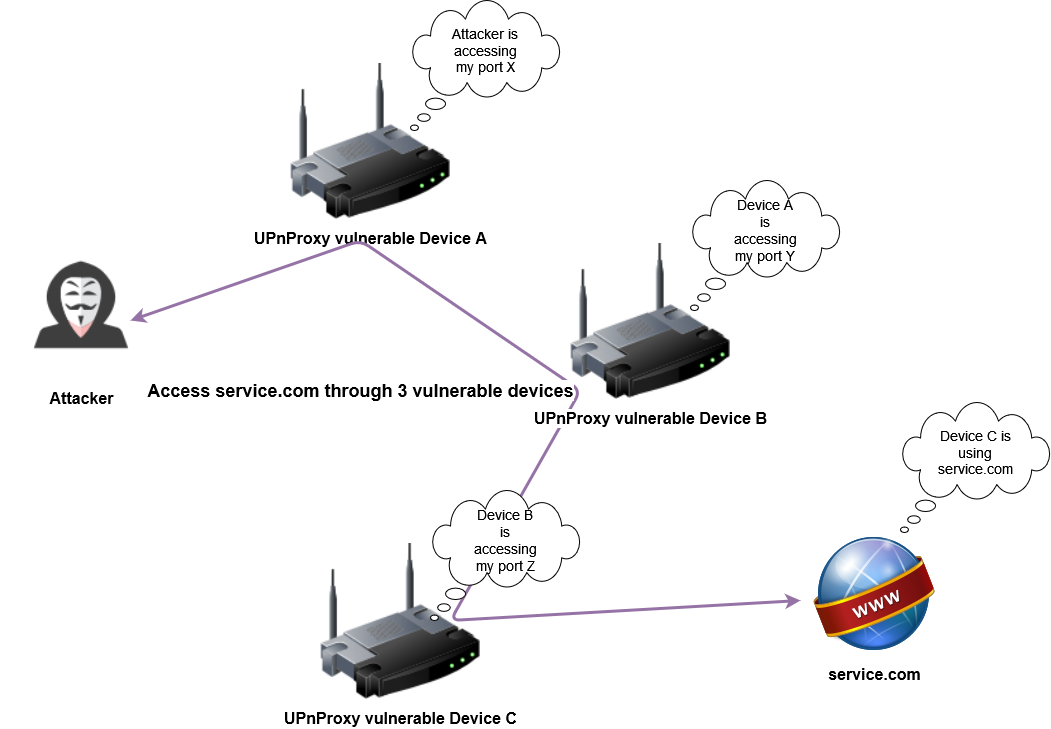 Attacker is
accessing
my port X
UPnProxy vulnerable Device A
Device A
is
accessing
my port Y
Attacker
Access service.com through 3 vulnerable devices
UPnProxy vulnerable Device B
Device C is
using
service.com
Device B
is
accessing
my port Z
www
service.com
UPnProxy vulnerable Device C